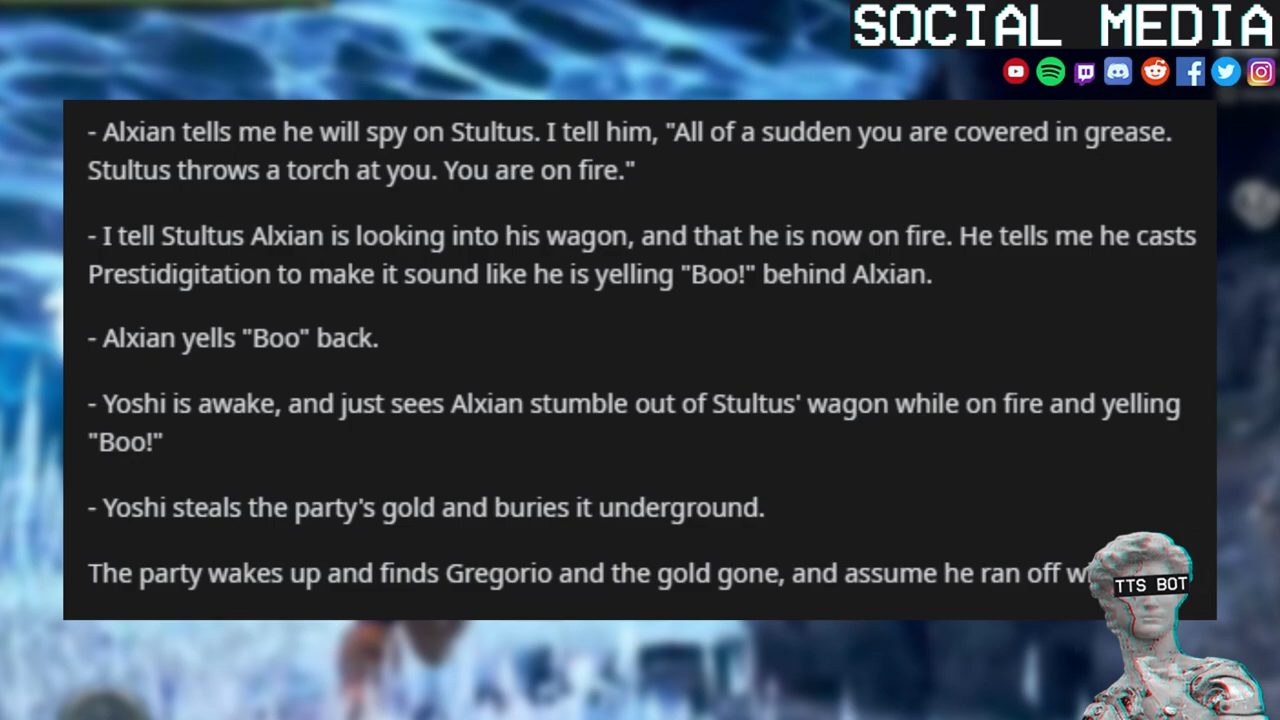 SOCIAL MEDIA
- Alxian tells me he will spy on Stultus. I tell him, "All of a sudden you are covered in grease.
Stultus throws a torch at you. You are on fire."
- I tell Stultus Alxian is looking into his wagon, and that he is now on fire. He tells me he casts
Prestidigitation to make it sound like he is yelling "Boo!" behind Alxian.
- Alxian yells "Boo" back.
- Yoshi is awake, and just sees Alxian stumble out of Stultus' wagon while on fire and yelling
"Boo!"
- Yoshi steals the party's gold and buries it underground.
The party wakes up and finds Gregorio and the gold gone, and assume he ran off
TTS BOT